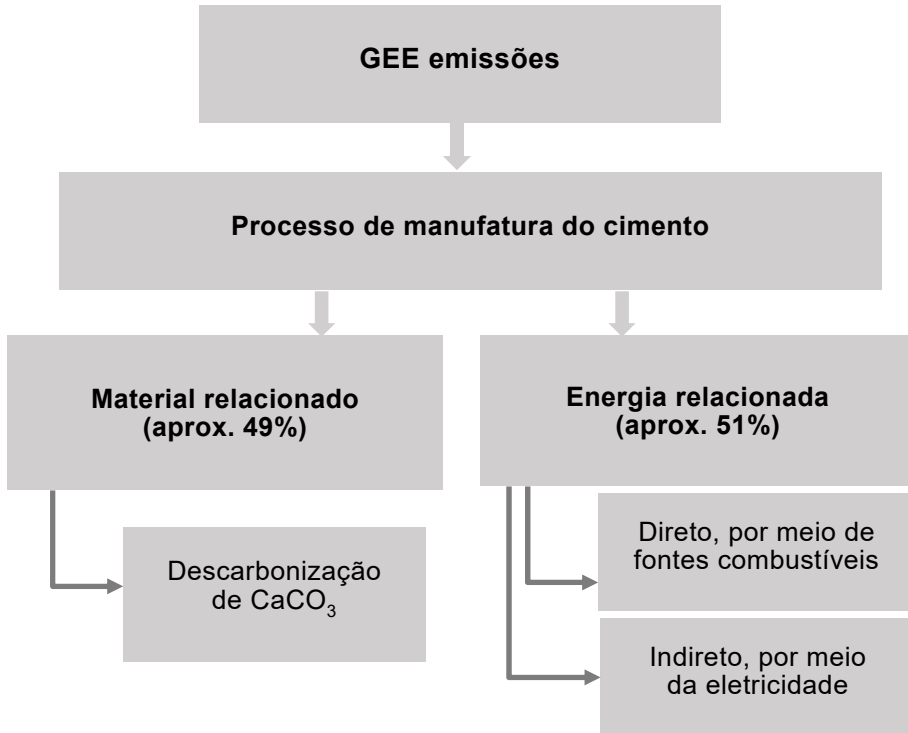 GEE emissões
Processo de manufatura do cimento
Material relacionado
(aprox. 49%)
Energia relacionada
(aprox. 51%)
Descarbonização
de CaCO₃
Direto, por meio de
fontes combustíveis
Indireto, por meio
da eletricidade